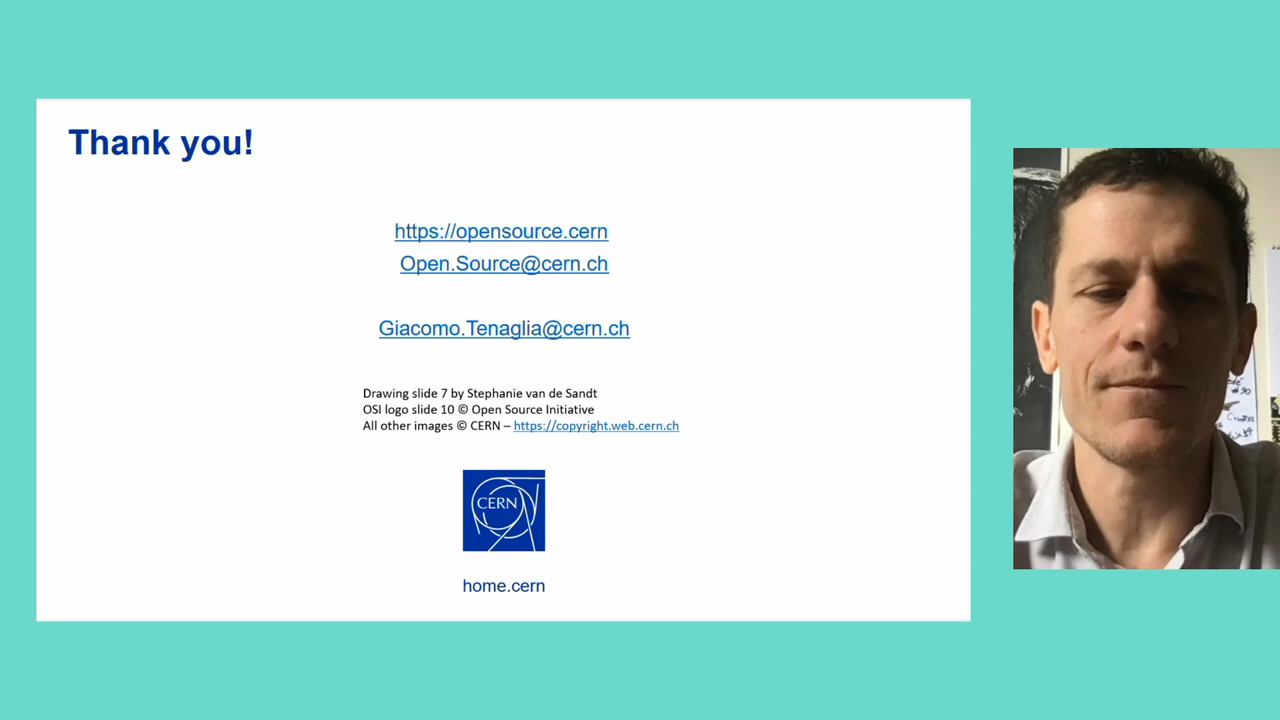 Thank you!
https://opensource.cern
Open.Source@cern.ch
Giacomo.Tenaglia@cern.ch
Drawing slide 7 by Stephanie van de Sandt
OSI logo slide 10 © Open Source Initiative
All other images © CERN – https://copyright.web.cern.ch
CERN
home.cern